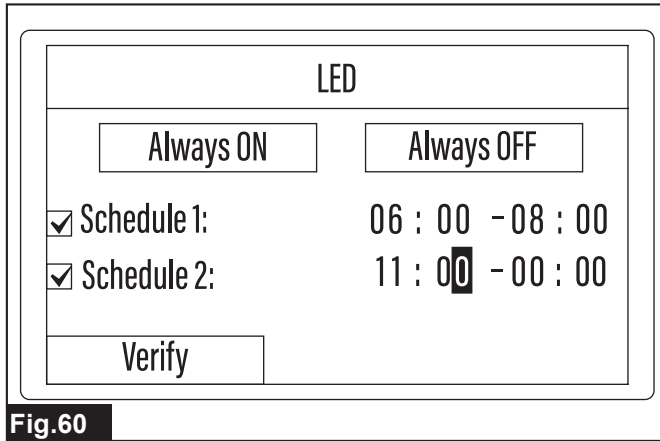 LED
Always ON Always OFF
Schedule 1: 06 : 00 -08 : 00
Schedule 2: 11 : 00 -00 : 00
Verify
Fig.60